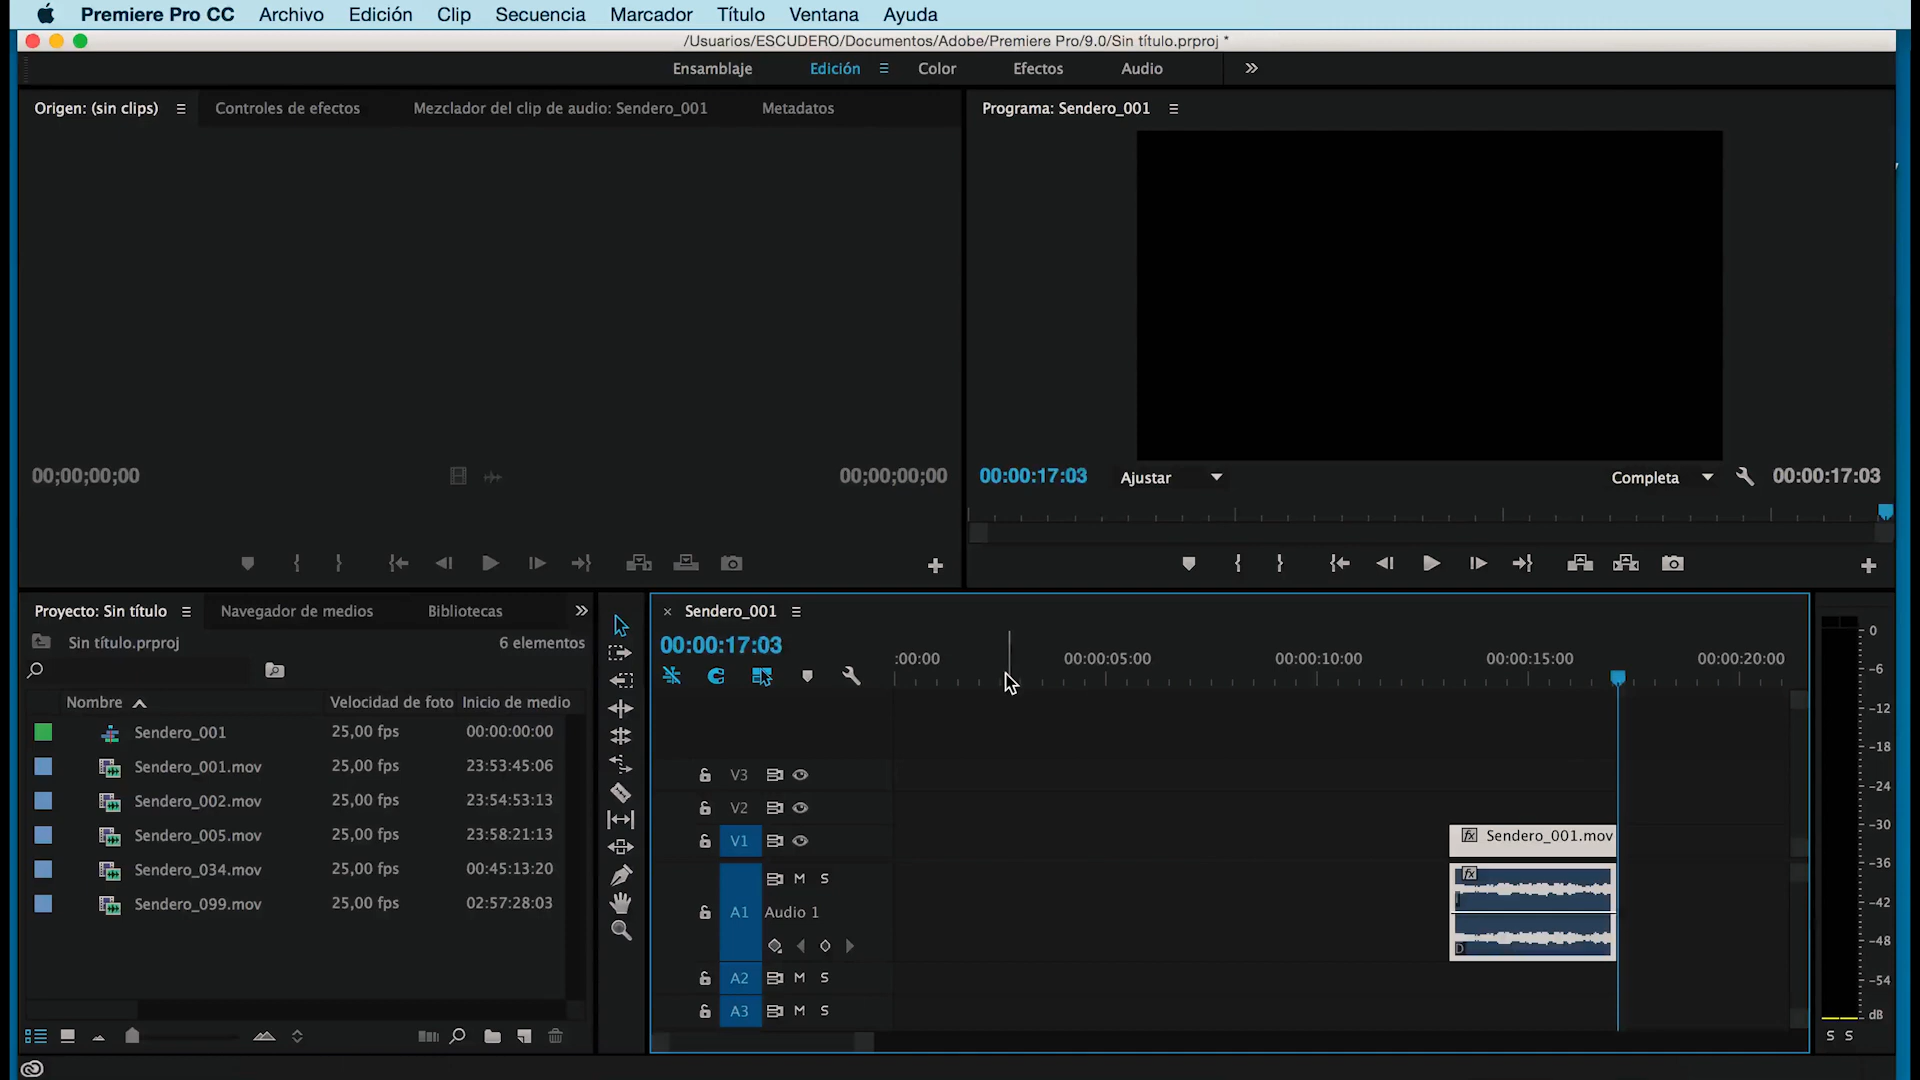 Premiere Pro CC Archivo Edición Clip Secuencia Marcador Título Ventana Ayuda
/Usuarios/ESCUDERO/Documentos/Adobe/Premiere Pro/9.0/Sin título.prproj *
Ensamblaje Edición Color Efectos Audio
Origen: (sin clips) Controles de efectos Mezclador del clip de audio: Sendero_001 Metadatos
Programa: Sendero_001
00;00;00;00 00;00;00;00
00:00:17:03 Ajustar Completa 00:00:17:03
Proyecto: Sin título Navegador de medios Bibliotecas
Sin título.prproj 6 elementos
Nombre Velocidad de foto Inicio de medio
Sendero_001 25,00 fps 00:00:00:00
Sendero_001.mov 25,00 fps 23:53:45:06
Sendero_002.mov 25,00 fps 23:54:53:13
Sendero_005.mov 25,00 fps 23:58:21:13
Sendero_034.mov 25,00 fps 00:45:13:20
Sendero_099.mov 25,00 fps 02:57:28:03
Sendero_001
00:00:17:03
:00:00 00:00:05:00 00:00:10:00 00:00:15:00 00:00:20:00
V3
V2
V1
fx Sendero_001.mov
M S
fx
A1 Audio 1
A2 M S
A3 M S
0
-6
-12
-18
-24
-30
-36
-42
-48
-54
dB
S S